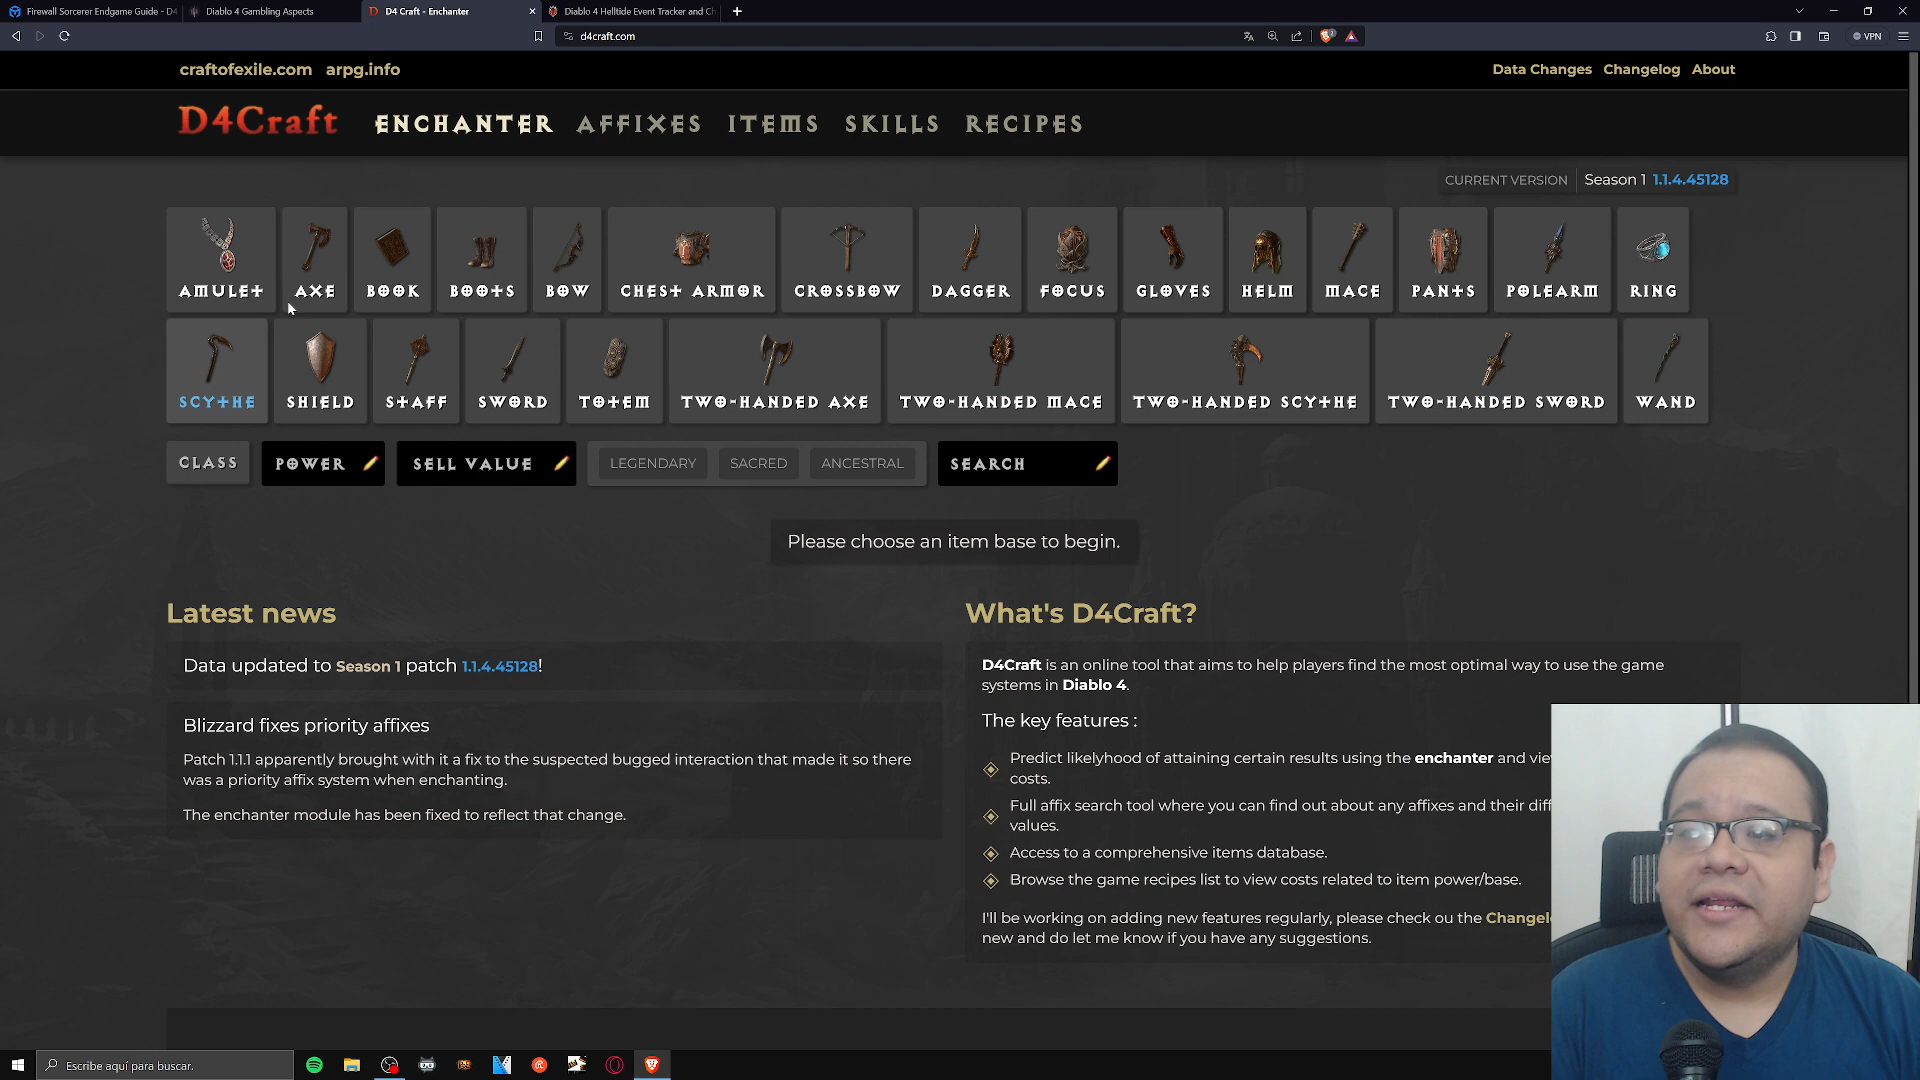 Firewall Sorcerer Endgame Guide - D4
Diablo 4 Gambling Aspects
D4 Craft - Enchanter
Diablo 4 Helltide Event Tracker and Ch
d4craft.com
VPN
craftofexile.com arpg.info
Data Changes Changelog About
D4Craft ENCHANTER AFFIXES ITEMS SKILLS RECIPES
CURRENT VERSION Season 1 1.1.4.45128
AMULET AXE BOOK BOOTS BOW CHEST ARMOR CROSSBOW DAGGER FOCUS GLOVES HELM MACE PANTS POLEARM RING
SCYTHE SHIELD STAFF SWORD TOTEM TWO-HANDED AXE TWO-HANDED MACE TWO-HANDED SCYTHE TWO-HANDED SWORD WAND
CLASS POWER SELL VALUE LEGENDARY SACRED ANCESTRAL SEARCH
Please choose an item base to begin.
Latest news
Data updated to Season 1 patch 1.1.4.45128!
Blizzard fixes priority affixes
Patch 1.1.1 apparently brought with it a fix to the suspected bugged interaction that made it so there
was a priority affix system when enchanting.
The enchanter module has been fixed to reflect that change.
What's D4Craft?
D4Craft is an online tool that aims to help players find the most optimal way to use the game
systems in Diablo 4.
The key features :
Predict likelyhood of attaining certain results using the enchanter and vie
costs.
Full affix search tool where you can find out about any affixes and their diff
values.
Access to a comprehensive items database.
Browse the game recipes list to view costs related to item power/base.
I'll be working on adding new features regularly, please check ou the Changel
new and do let me know if you have any suggestions.
Escribe aquí para buscar.